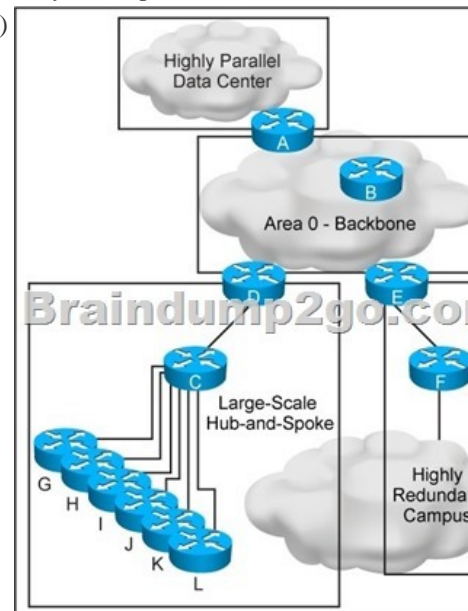 )
Highly Parallel
Data Center
A
B
Area 0 - Backbone
D
E
Braindump2go.co
C
F
Large-Scale
Hub-and-Spoke
G
H
I
J
K
L
Highly
Redunda
Campus